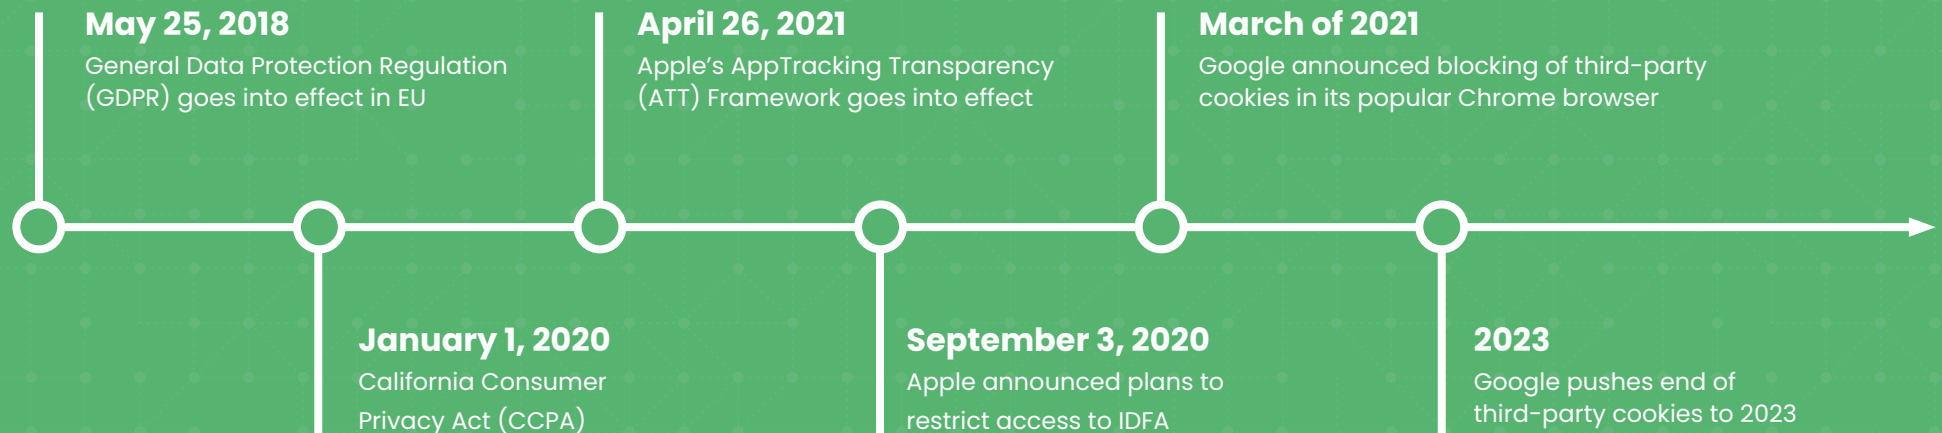 May 25, 2018
General Data Protection Regulation
(GDPR) goes into effect in EU
April 26, 2021
Apple’s AppTracking Transparency
(ATT) Framework goes into effect
March of 2021
Google announced blocking of third-party
cookies in its popular Chrome browser
January 1, 2020
California Consumer
Privacy Act (CCPA)
September 3, 2020
Apple announced plans to
restrict access to IDFA
2023
Google pushes end of
third-party cookies to 2023